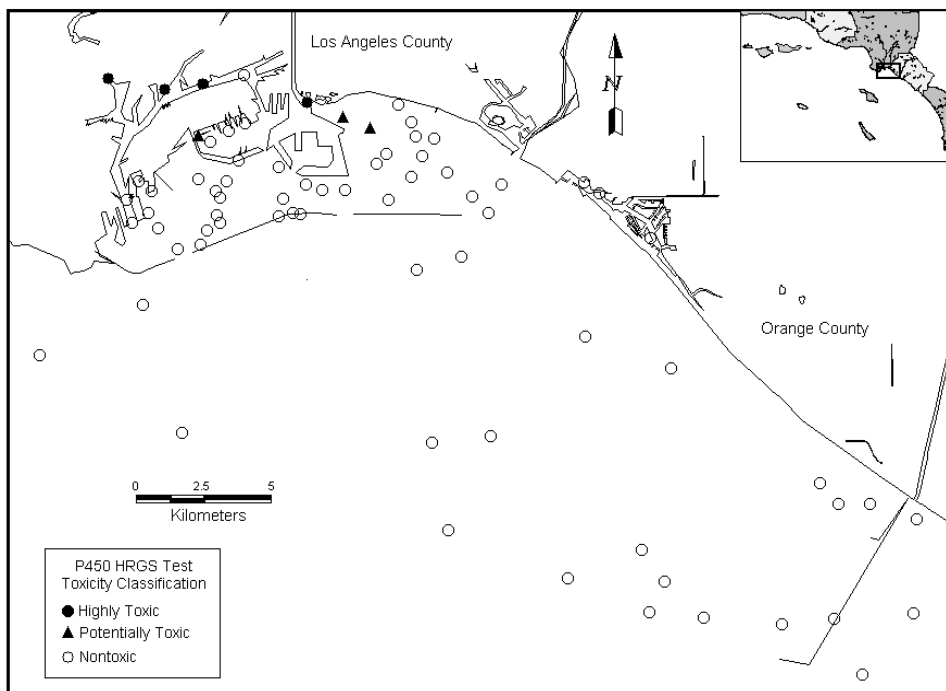 Los Angeles County
N
Orange County
0 2.5 5
Kilometers
P450 HRGS Test
Toxicity Classification
Highly Toxic
Potentially Toxic
Nontoxic